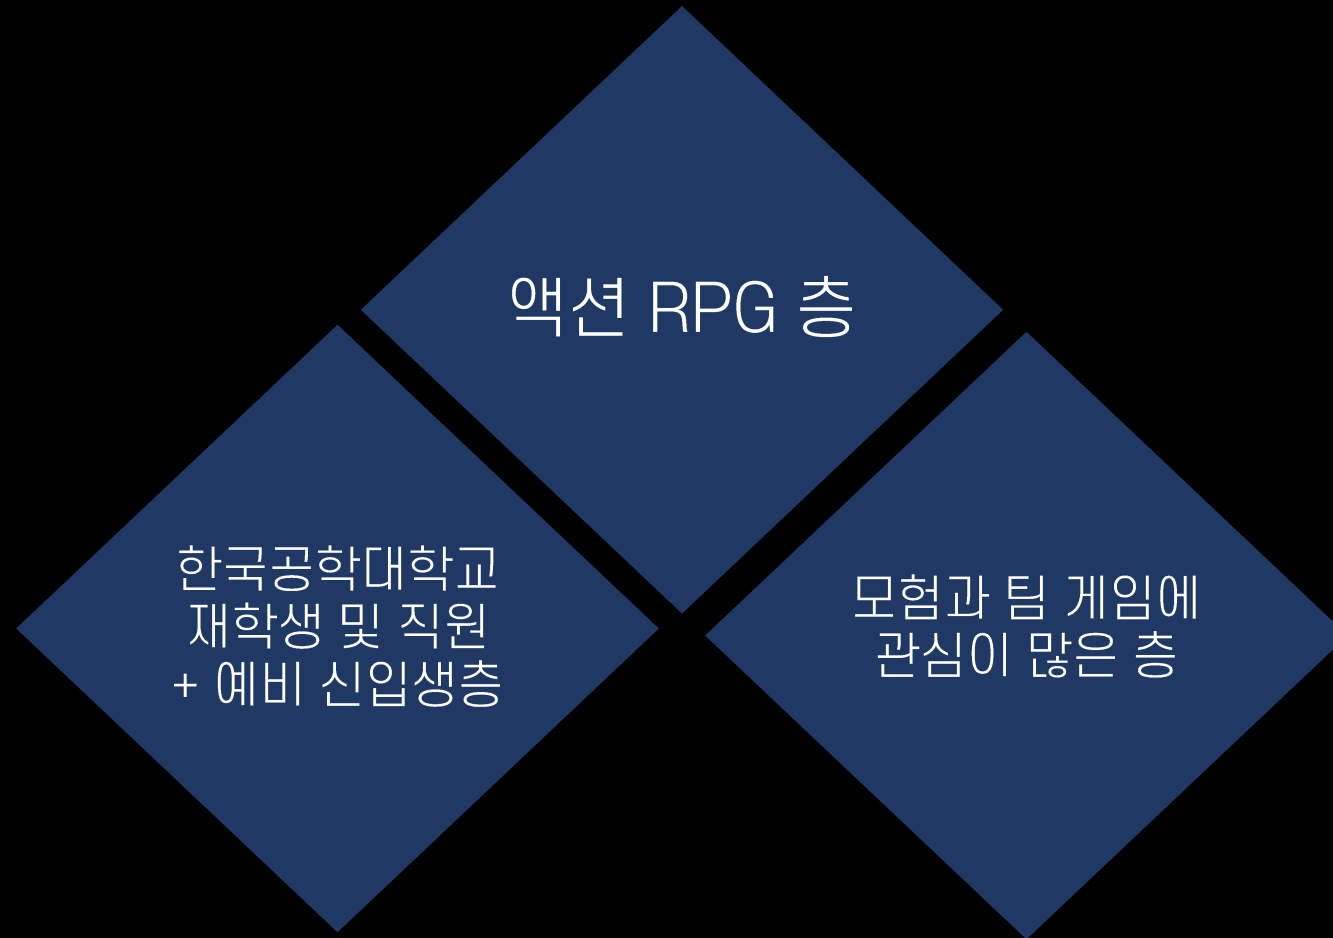 액션 RPG 층
한국공학대학교
재학생 및 직원
+ 예비 신입생층
모험과 팀 게임에
관심이 많은 층